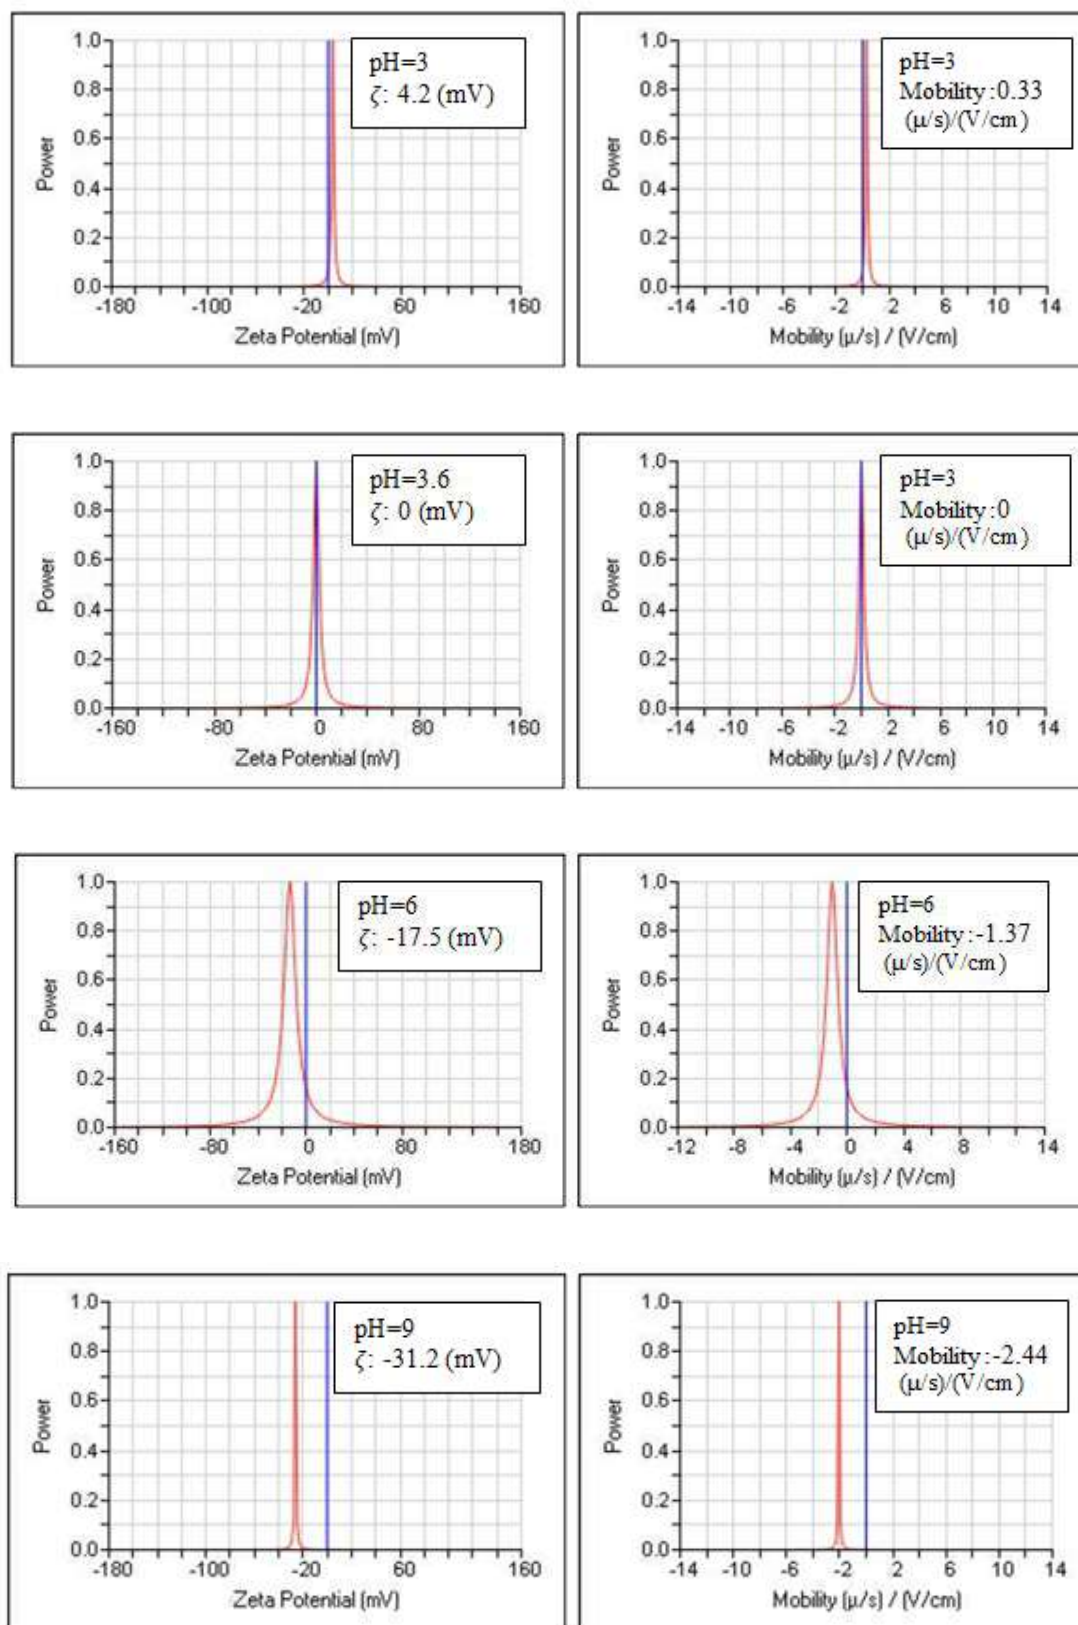 1.0
0.8
0.6
0.4
0.2
0.0
Power
-180 -100 -20 60 160
Zeta Potential (mV)
pH=3
ζ: 4.2 (mV)
1.0
0.8
0.6
0.4
0.2
0.0
Power
-14 -10 -6 -2 2 6 10 14
Mobility (μ/s) / (V/cm)
pH=3
Mobility:0.33
(μ/s)/(V/cm)
1.0
0.8
0.6
0.4
0.2
0.0
Power
-160 -80 0 80 160
Zeta Potential (mV)
pH=3.6
ζ: 0 (mV)
1.0
0.8
0.6
0.4
0.2
0.0
Power
-14 -10 -6 -2 2 6 10 14
Mobility (μ/s) / (V/cm)
pH=3
Mobility:0
(μ/s)/(V/cm)
1.0
0.8
0.6
0.4
0.2
0.0
Power
-160 -80 0 80 180
Zeta Potential (mV)
pH=6
ζ: -17.5 (mV)
1.0
0.8
0.6
0.4
0.2
0.0
Power
-12 -8 -4 0 4 8 14
Mobility (μ/s) / (V/cm)
pH=6
Mobility:-1.37
(μ/s)/(V/cm)
1.0
0.8
0.6
0.4
0.2
0.0
Power
-180 -100 -20 60 160
Zeta Potential (mV)
pH=9
ζ: -31.2 (mV)
1.0
0.8
0.6
0.4
0.2
0.0
Power
-14 -10 -6 -2 2 6 10 14
Mobility (μ/s) / (V/cm)
pH=9
Mobility:-2.44
(μ/s)/(V/cm)